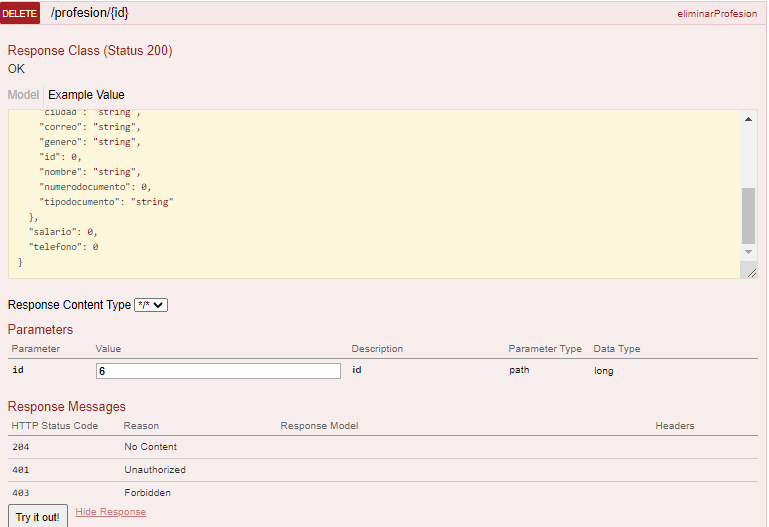 DELETE /profesion/{id} eliminarProfesion
Response Class (Status 200)
OK
Model Example Value
"ciudad": "string",
"correo": "string",
"genero": "string",
"id": 0,
"nombre": "string",
"numerodocumento": 0,
"tipodocumento": "string"
},
"salario": 0,
"telefono": 0
}
Response Content Type */*
Parameters
Parameter Value Description Parameter Type Data Type
id 6 id path long
Response Messages
HTTP Status Code Reason Response Model Headers
204 No Content
401 Unauthorized
403 Forbidden
Try it out! Hide Response